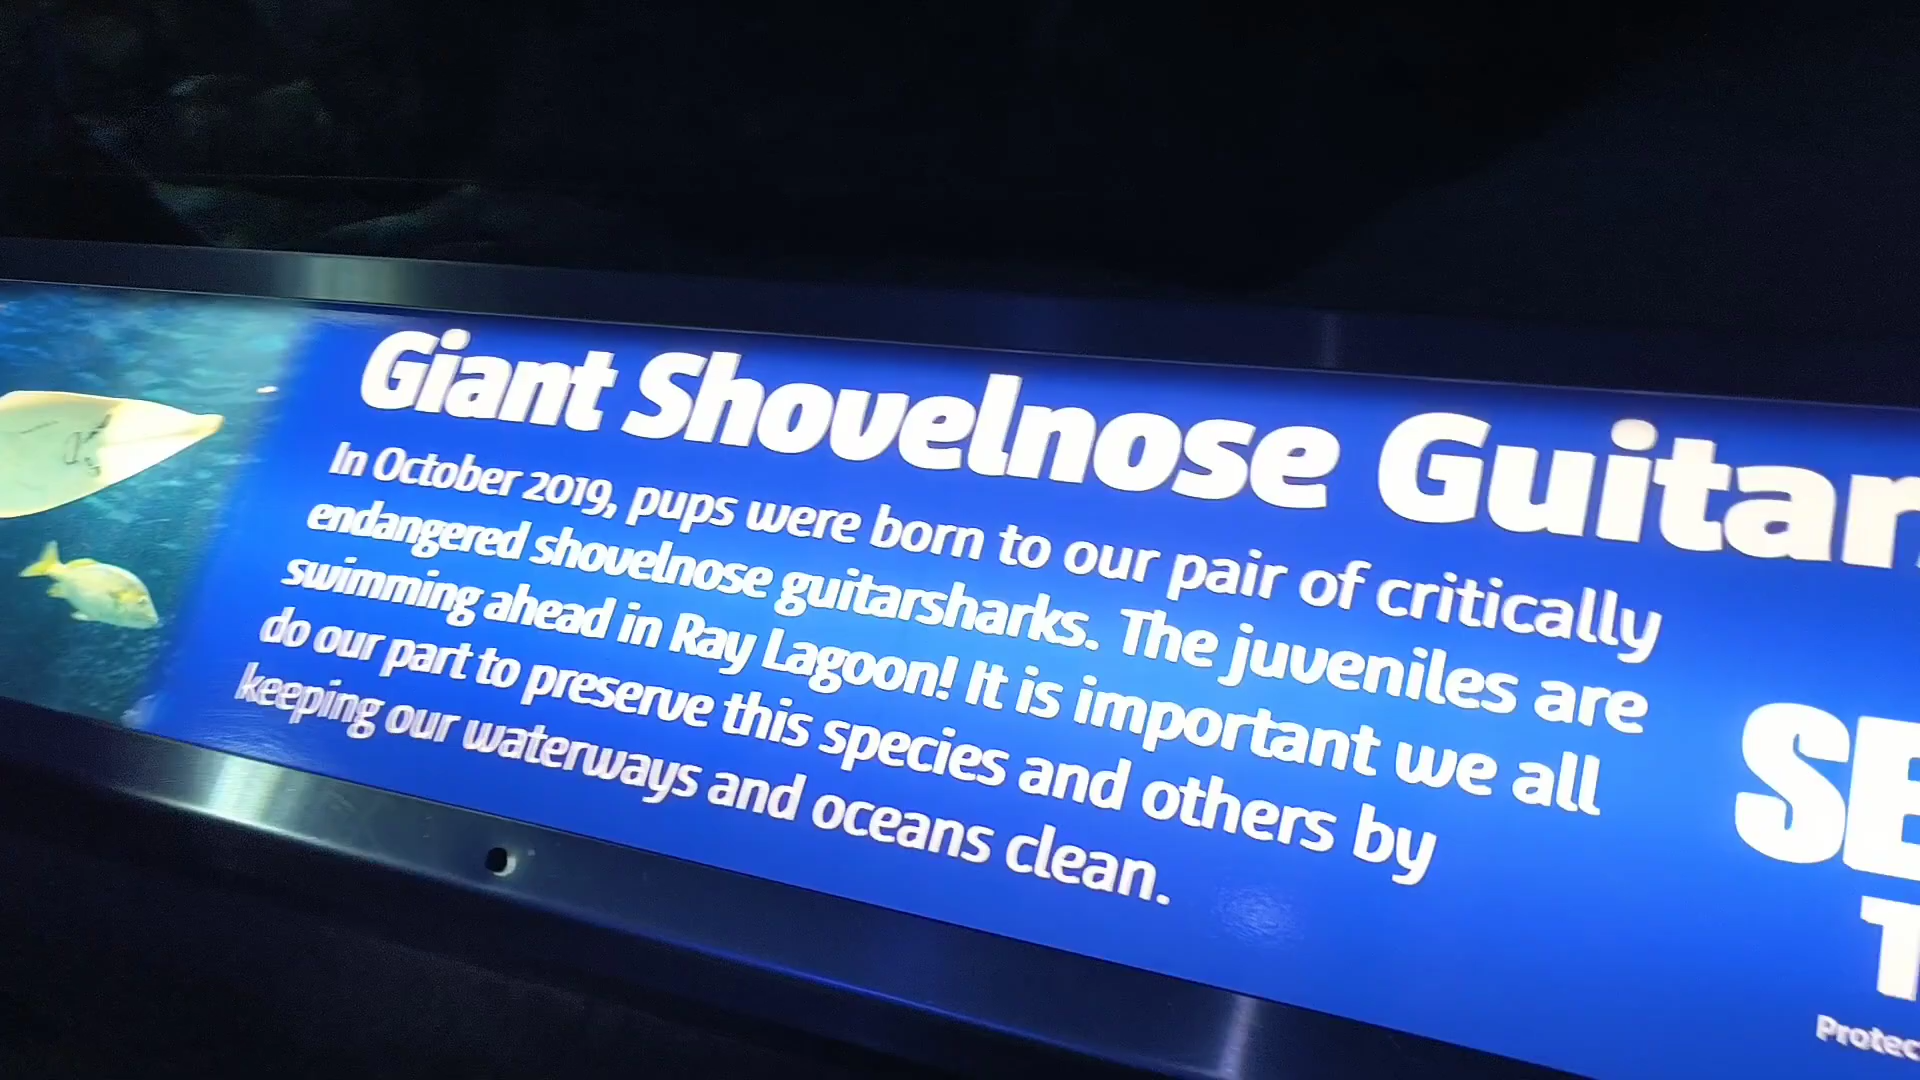 Giant Shovelnose Guitar
In October 2019, pups were born to our pair of critically
endangered shovelnose guitarsharks. The juveniles are
swimming ahead in Ray Lagoon! It is important we all
do our part to preserve this species and others by
keeping our waterways and oceans clean.